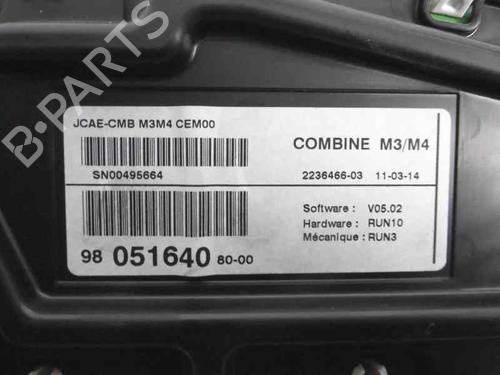 JCAE-CMB M3M4 CEM00
COMBINE M3/M4
SN00495664
2236466-03 11-03-14
Software : V05.02
Hardware : RUN10
Mécanique : RUN3
98 051640 80-00
B-PARTS